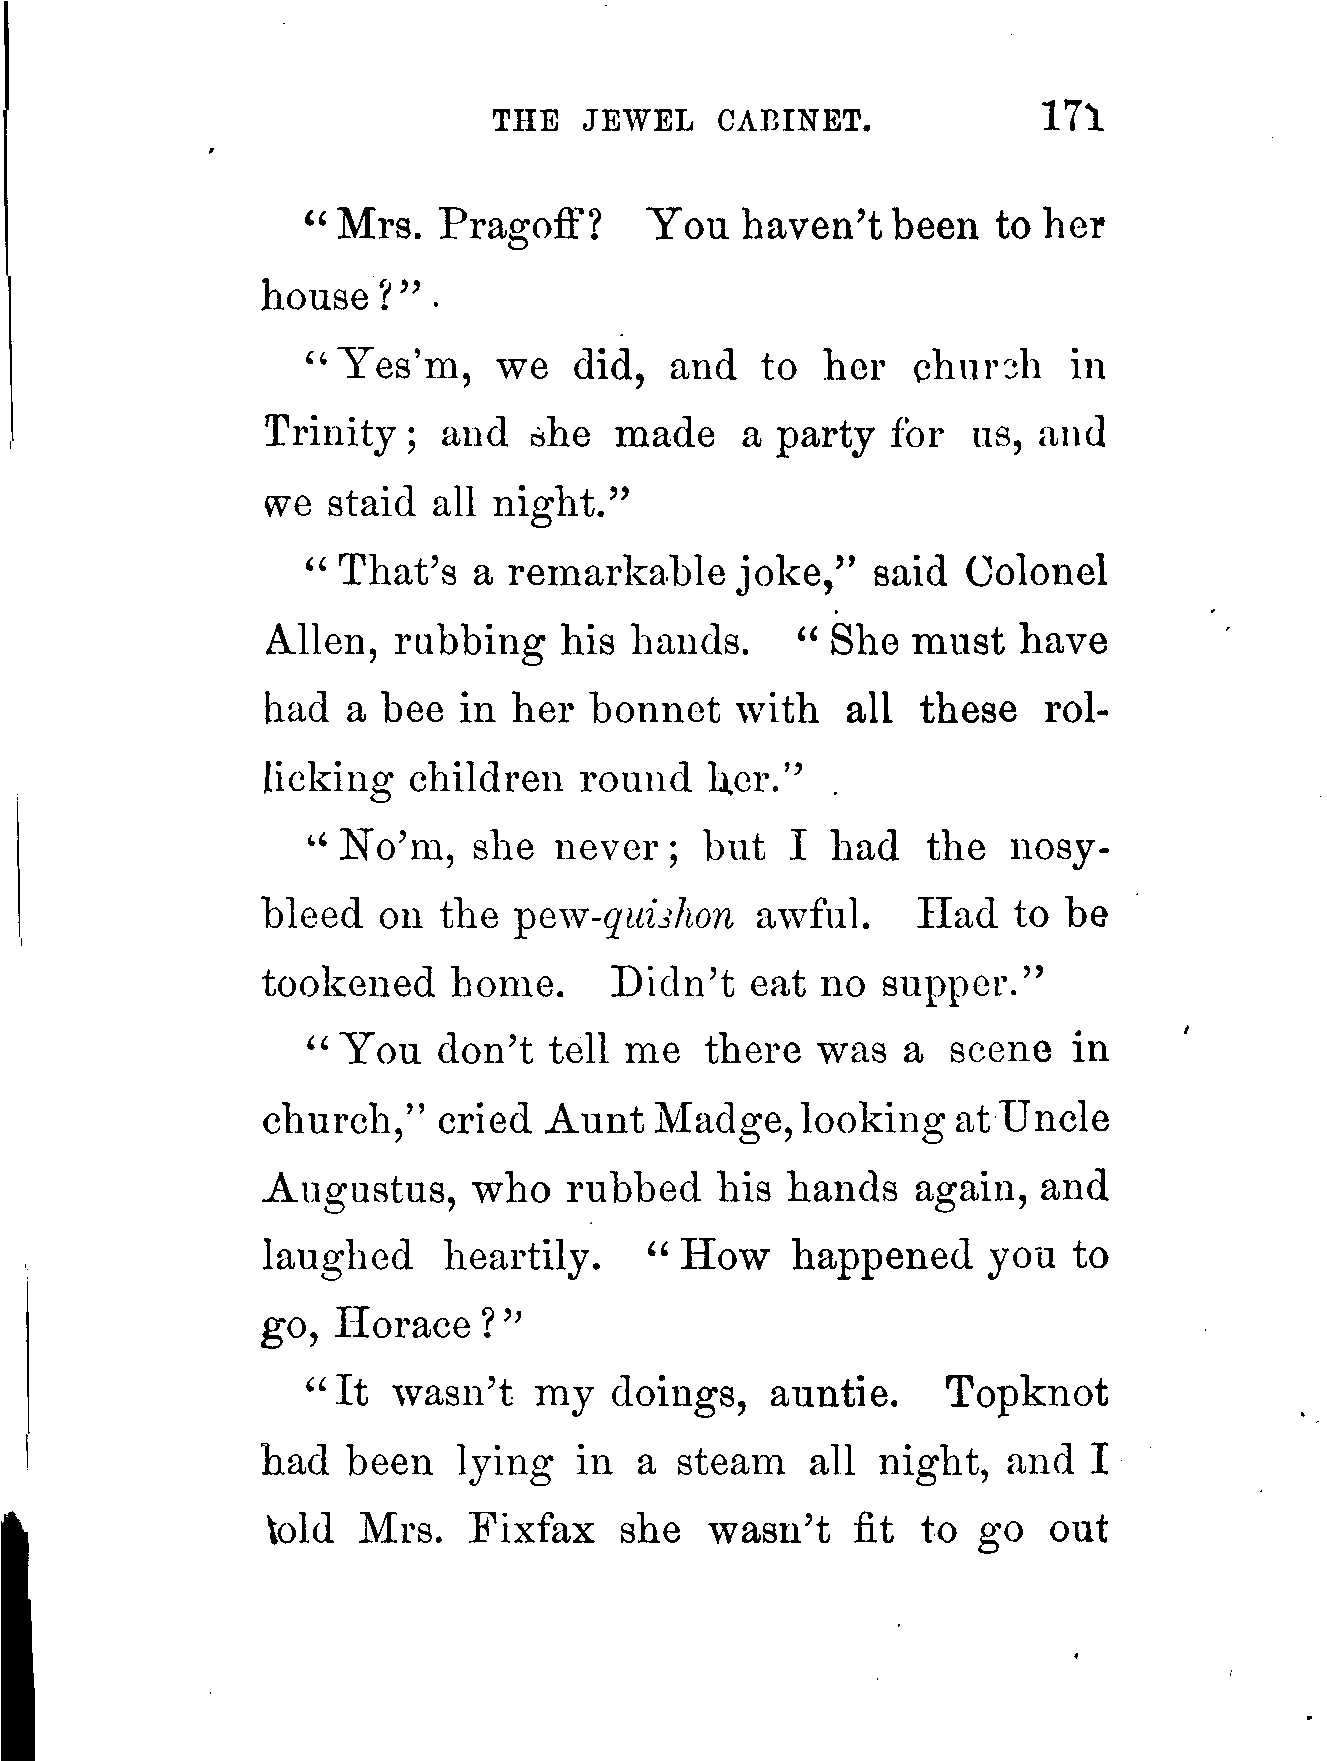 THE JEWEL CABINET. 171
“Mrs. Pragoff? You haven’t been to her
house?”
“Yes’m, we did, and to her church in
Trinity; and she made a party for us, and
we staid all night.”
“That’s a remarkable joke,” said Colonel
Allen, rubbing his hands. “She must have
had a bee in her bonnet with all these rol-
licking children round her.”
“No’m, she never; but I had the nosy-
bleed on the pew-quishon awful. Had to be
tookened home. Didn’t eat no supper.”
“You don’t tell me there was a scene in
church,” cried Aunt Madge, looking at Uncle
Augustus, who rubbed his hands again, and
laughed heartily. “How happened you to
go, Horace?”
“It wasn’t my doings, auntie. Topknot
had been lying in a steam all night, and I
told Mrs. Fixfax she wasn’t fit to go out